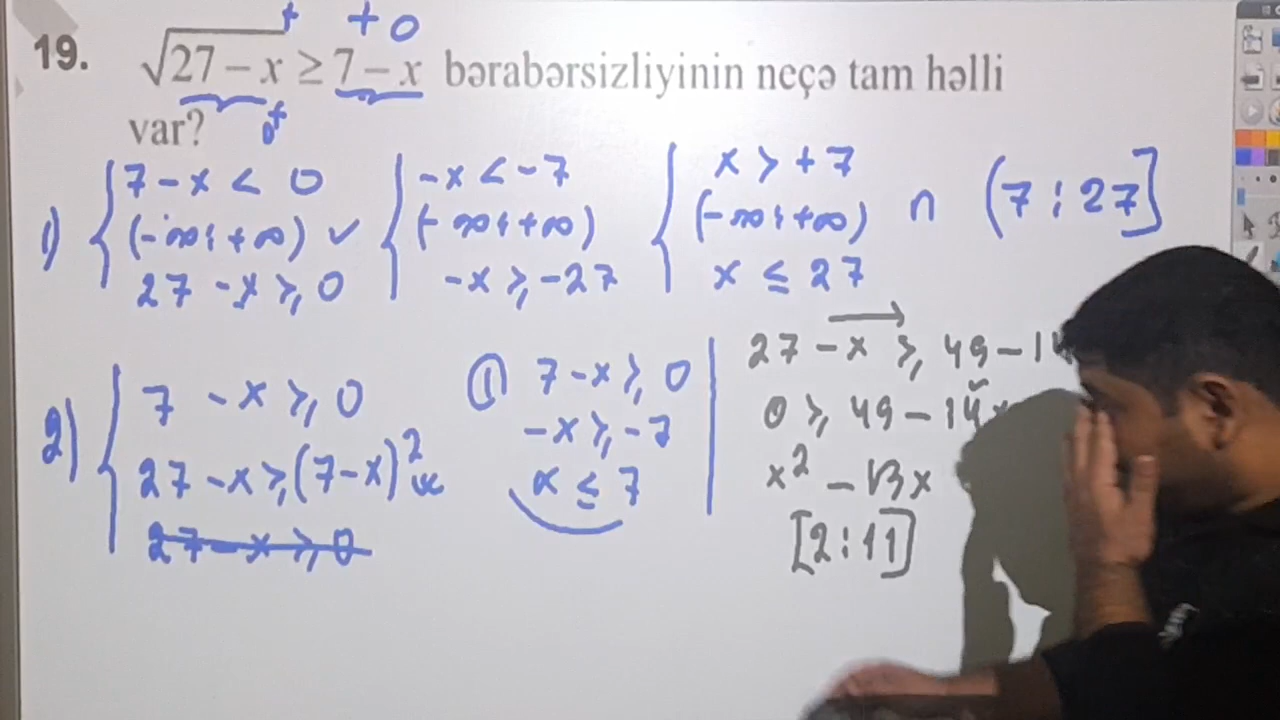 + + 0
19. √27 – x ≥ 7 – x bərabərsizliyinin neçə tam həlli
var? +
1) { 7 - x < 0 { -x < -7 { x > +7
(-∞; +∞) ✓ (-∞; +∞) (-∞; +∞) ∩ (7 ; 27]
27 - x ≥ 0 -x ≥ -27 x ≤ 27
2) { 7 - x ≥ 0
27 - x ≥ (7-x)²
27 - x ≥ 0
① 7 - x ≥ 0
-x ≥ -7
x ≤ 7
27 - x ≥ 49 - 14
0 ≥ 49 - 14x
x² - 13x
[2 ; 11]